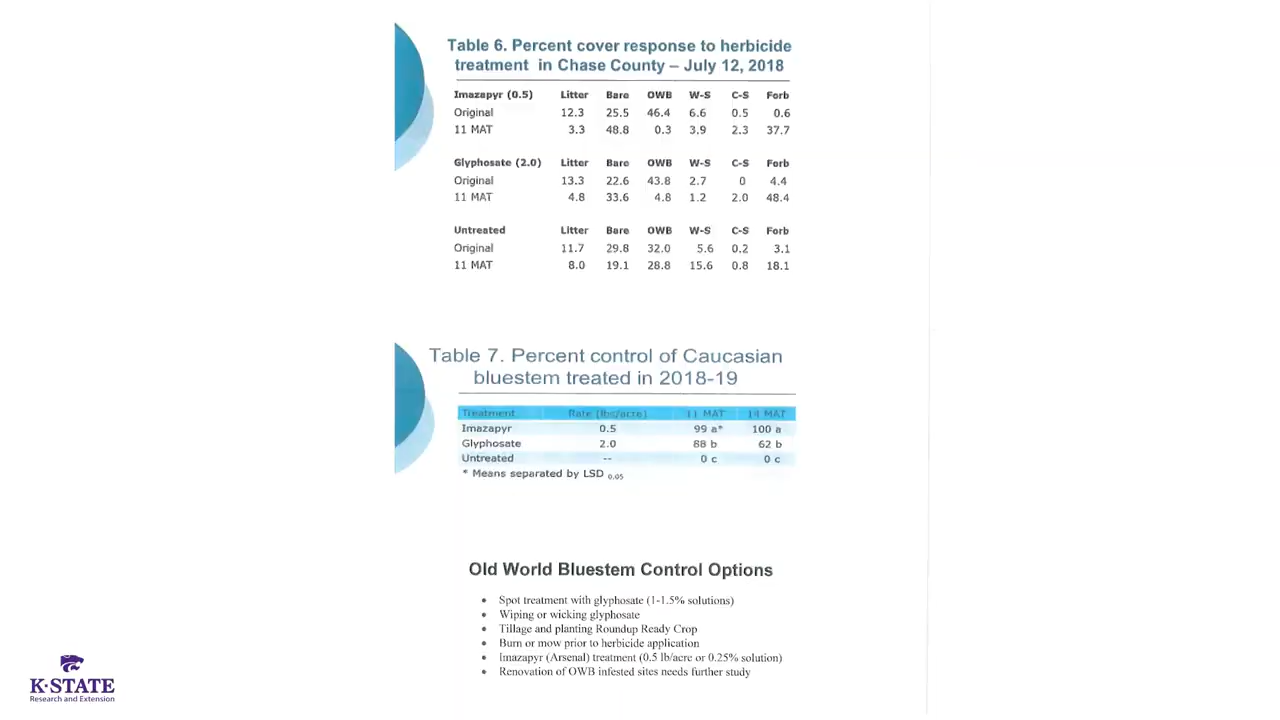 Table 6. Percent cover response to herbicide
treatment in Chase County – July 12, 2018
Imazapyr (0.5) Litter Bare OWB W-S C-S Forb
Original 12.3 25.5 46.4 6.6 0.5 0.6
11 MAT 3.3 48.8 0.3 3.9 2.3 37.7
Glyphosate (2.0) Litter Bare OWB W-S C-S Forb
Original 13.3 22.6 43.8 2.7 0 4.4
11 MAT 4.8 33.6 4.8 1.2 2.0 48.4
Untreated Litter Bare OWB W-S C-S Forb
Original 11.7 29.8 32.0 5.6 0.2 3.1
11 MAT 8.0 19.1 28.8 15.6 0.8 18.1
Table 7. Percent control of Caucasian
bluestem treated in 2018-19
Treatment Rate (lbs/acre) 11 MAT 14 MAT
Imazapyr 0.5 99 a* 100 a
Glyphosate 2.0 88 b 62 b
Untreated -- 0 c 0 c
* Means separated by LSD 0.05
Old World Bluestem Control Options
• Spot treatment with glyphosate (1-1.5% solutions)
• Wiping or wicking glyphosate
• Tillage and planting Roundup Ready Crop
• Burn or mow prior to herbicide application
• Imazapyr (Arsenal) treatment (0.5 lb/acre or 0.25% solution)
• Renovation of OWB infested sites needs further study
K-STATE
Research and Extension